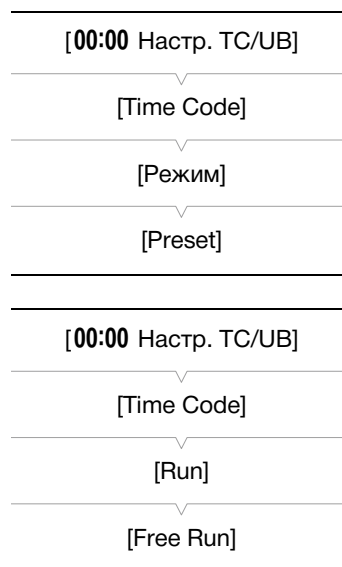 [00:00 Настр. TC/UB]
[Time Code]
[Режим]
[Preset]
[00:00 Настр. TC/UB]
[Time Code]
[Run]
[Free Run]